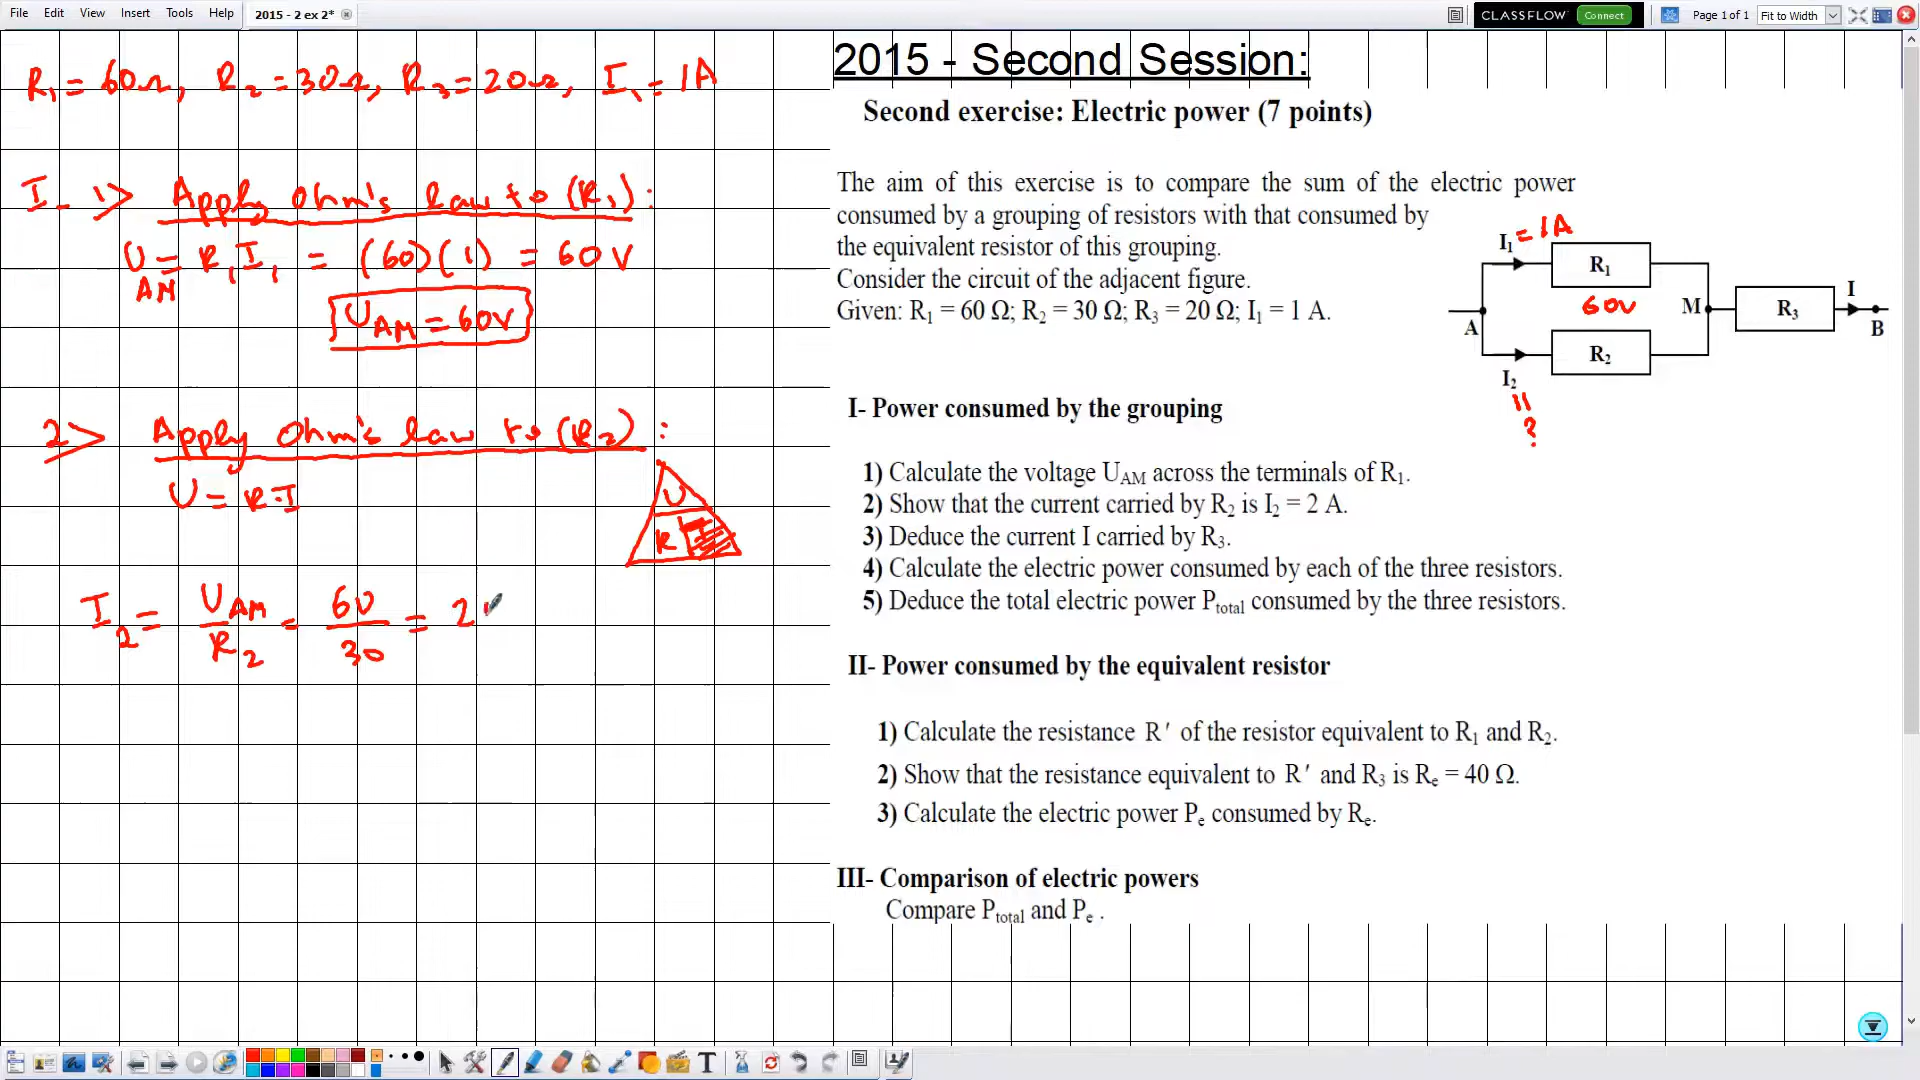 File Edit View Insert Tools Help 2015 - 2 ex 2* CLASSFLOW Connect Page 1 of 1 Fit to Width
R₁ = 60Ω, R₂ = 30Ω, R₃ = 20Ω, I₁ = 1A
I - 1> Apply Ohm's law to (R₁) :
U_AM = R₁ I₁ = (60)(1) = 60V
U_AM = 60V
2> Apply Ohm's law to (R₂) :
U = R.I
U
R I
I₂ = U_AM / R₂ = 60 / 30 = 2
2015 - Second Session:
Second exercise: Electric power (7 points)
The aim of this exercise is to compare the sum of the electric power
consumed by a grouping of resistors with that consumed by
the equivalent resistor of this grouping.
Consider the circuit of the adjacent figure.
Given: R₁ = 60 Ω; R₂ = 30 Ω; R₃ = 20 Ω; I₁ = 1 A.
I₁ = 1A
R₁
60V
A
M
R₃
I
B
R₂
I₂
=
?
I- Power consumed by the grouping
1) Calculate the voltage U_AM across the terminals of R₁.
2) Show that the current carried by R₂ is I₂ = 2 A.
3) Deduce the current I carried by R₃.
4) Calculate the electric power consumed by each of the three resistors.
5) Deduce the total electric power P_total consumed by the three resistors.
II- Power consumed by the equivalent resistor
1) Calculate the resistance R′ of the resistor equivalent to R₁ and R₂.
2) Show that the resistance equivalent to R′ and R₃ is Rₑ = 40 Ω.
3) Calculate the electric power Pₑ consumed by Rₑ.
III- Comparison of electric powers
Compare P_total and Pₑ .
T